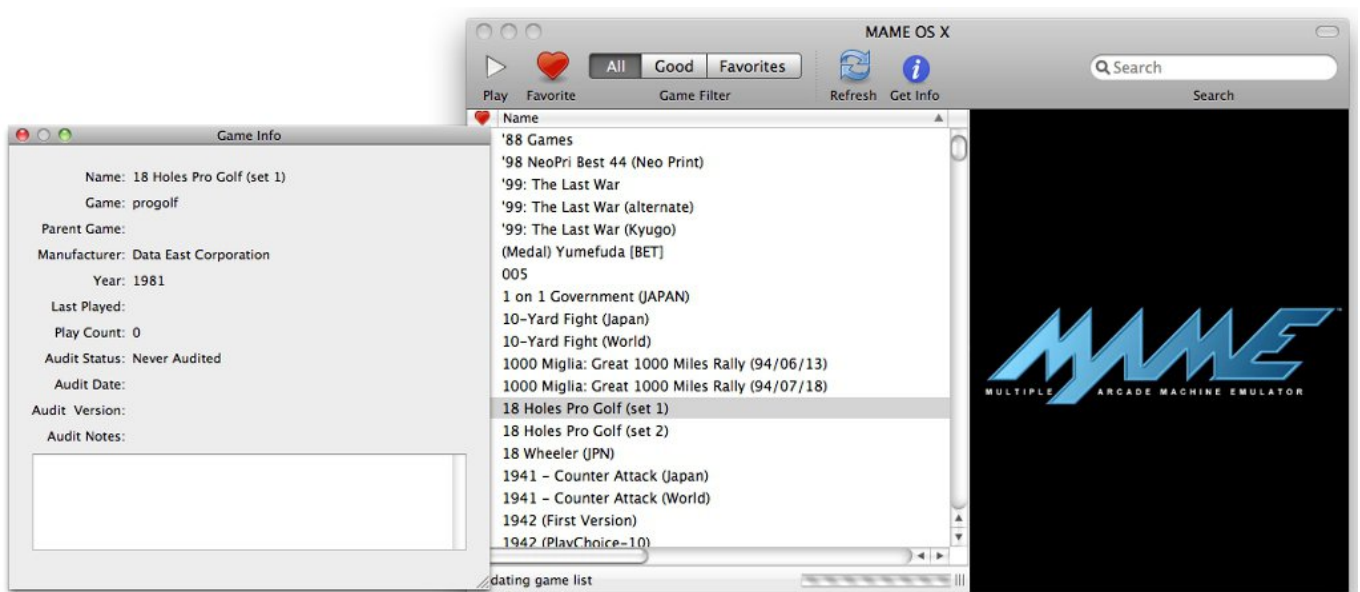 MAME OS X
All Good Favorites
Search
Play Favorite Game Filter Refresh Get Info Search
Name
'88 Games
'98 NeoPri Best 44 (Neo Print)
'99: The Last War
'99: The Last War (alternate)
'99: The Last War (Kyugo)
(Medal) Yumefuda [BET]
005
1 on 1 Government (JAPAN)
10-Yard Fight (Japan)
10-Yard Fight (World)
1000 Miglia: Great 1000 Miles Rally (94/06/13)
1000 Miglia: Great 1000 Miles Rally (94/07/18)
18 Holes Pro Golf (set 1)
18 Holes Pro Golf (set 2)
18 Wheeler (JPN)
1941 – Counter Attack (Japan)
1941 – Counter Attack (World)
1942 (First Version)
1942 (PlayChoice-10)
dating game list
MAME
MULTIPLE ARCADE MACHINE EMULATOR
Game Info
Name: 18 Holes Pro Golf (set 1)
Game: progolf
Parent Game:
Manufacturer: Data East Corporation
Year: 1981
Last Played:
Play Count: 0
Audit Status: Never Audited
Audit Date:
Audit Version:
Audit Notes: